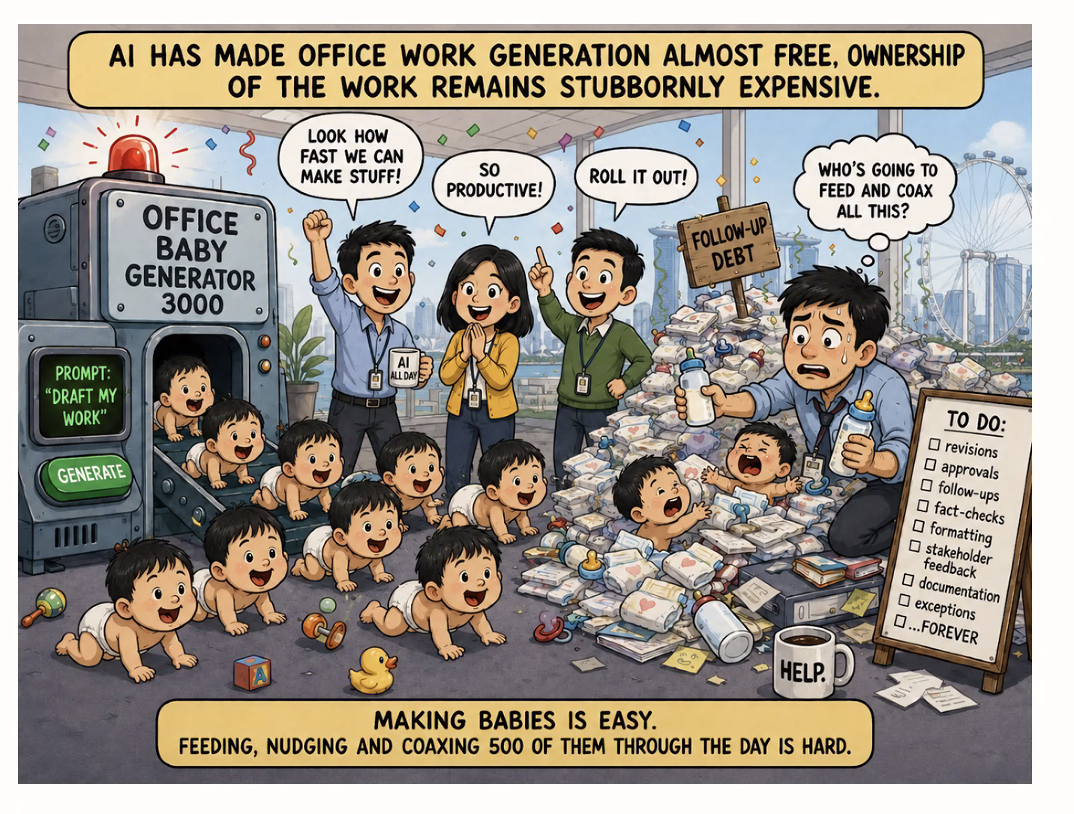 AI HAS MADE OFFICE WORK GENERATION ALMOST FREE, OWNERSHIP
OF THE WORK REMAINS STUBBORNLY EXPENSIVE.
LOOK HOW
FAST WE CAN
MAKE STUFF!
SO
PRODUCTIVE!
ROLL IT OUT!
WHO'S GOING TO
FEED AND COAX
ALL THIS?
OFFICE
BABY
GENERATOR
3000
PROMPT:
"DRAFT MY
WORK"
GENERATE
AI
ALL DAY
FOLLOW-UP
DEBT
TO DO:
revisions
approvals
follow-ups
fact-checks
formatting
stakeholder
feedback
documentation
exceptions
...FOREVER
A
HELP.
MAKING BABIES IS EASY.
FEEDING, NUDGING AND COAXING 500 OF THEM THROUGH THE DAY IS HARD.